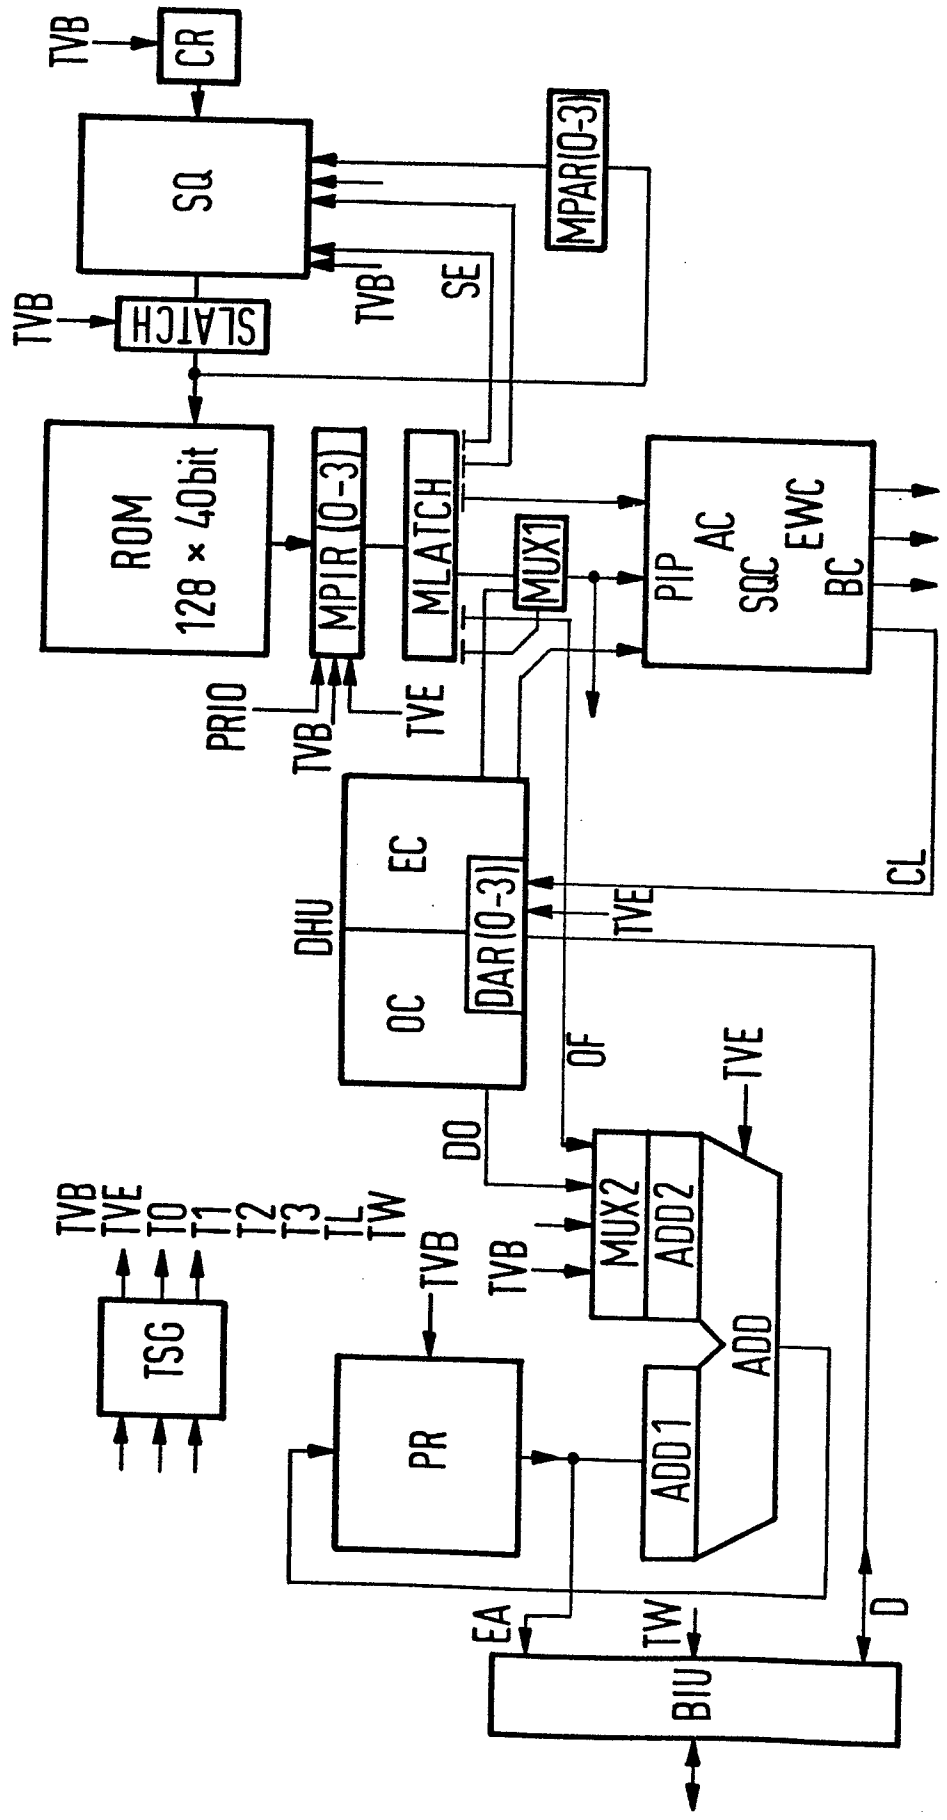 TVB
CR
SQ
TVB
SLATCH
TVB
SE
MPAR(0-3)
ROM
128 × 40bit
MPIR (0-3)
MLATCH
PRIO
TVB
TVE
MUX1
PIP
AC
SQC
EWC
BC
CL
DHU
OC
EC
DAR(0-3)
TVE
DO
OF
TVB
TVE
T0
T1
T2
T3
TL
TW
TSG
TVB
PR
TVB
MUX2
ADD2
TVE
ADD1
ADD
EA
TW
D
BIU